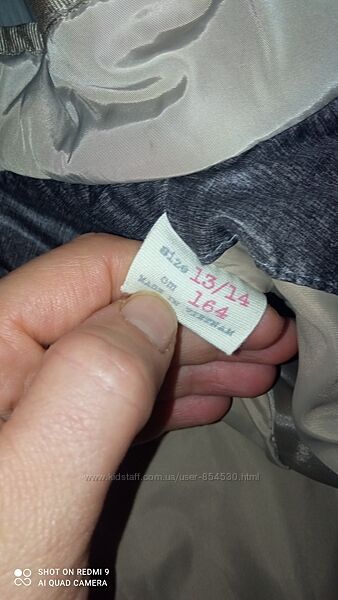 size 13/14
cm 164
MADE IN VIETNAM
www.kidstaff.com.ua/user-854530.html
SHOT ON REDMI 9
AI QUAD CAMERA